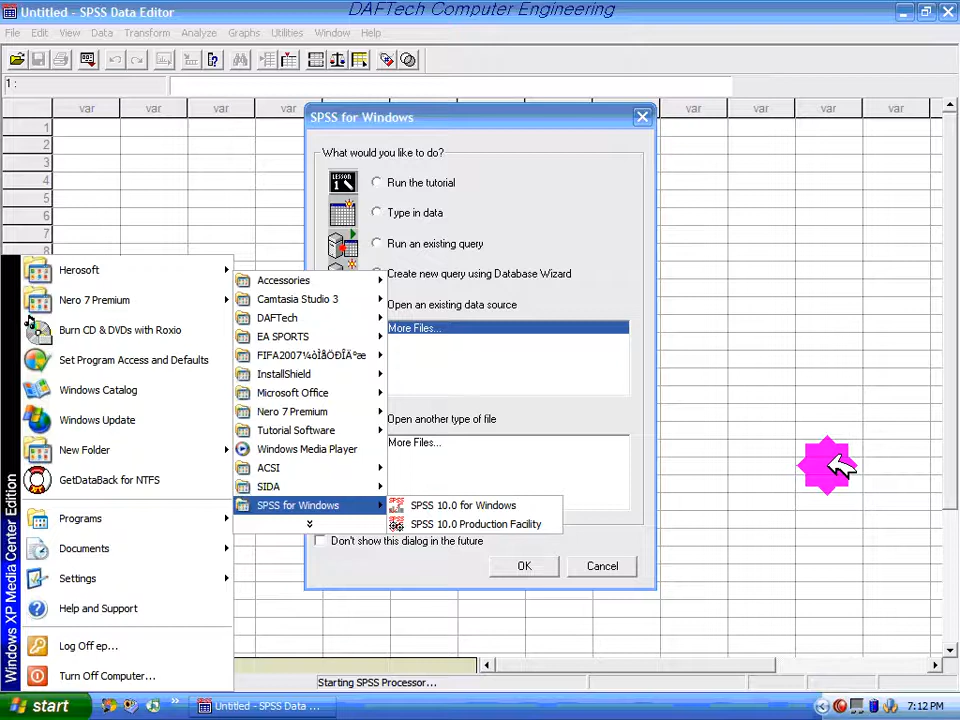 Untitled - SPSS Data Editor
DAFTech Computer Engineering
File Edit View Data Transform Analyze Graphs Utilities Window Help
1 :
var var var var var var var var
1
2
3
4
5
6
7
8
SPSS for Windows
What would you like to do?
Run the tutorial
Type in data
Run an existing query
Create new query using Database Wizard
Open an existing data source
More Files...
Open another type of file
More Files...
Don't show this dialog in the future
OK Cancel
Herosoft
Nero 7 Premium
Burn CD & DVDs with Roxio
Set Program Access and Defaults
Windows Catalog
Windows Update
New Folder
GetDataBack for NTFS
Programs
Documents
Settings
Help and Support
Log Off ep...
Turn Off Computer...
Windows XP Media Center Edition
Accessories
Camtasia Studio 3
DAFTech
EA SPORTS
FIFA2007¼òÌåÖÐÎÄ°æ
InstallShield
Microsoft Office
Nero 7 Premium
Tutorial Software
Windows Media Player
ACSI
SIDA
SPSS for Windows
SPSS 10.0 for Windows
SPSS 10.0 Production Facility
Starting SPSS Processor...
start
Untitled - SPSS Data ...
7:12 PM